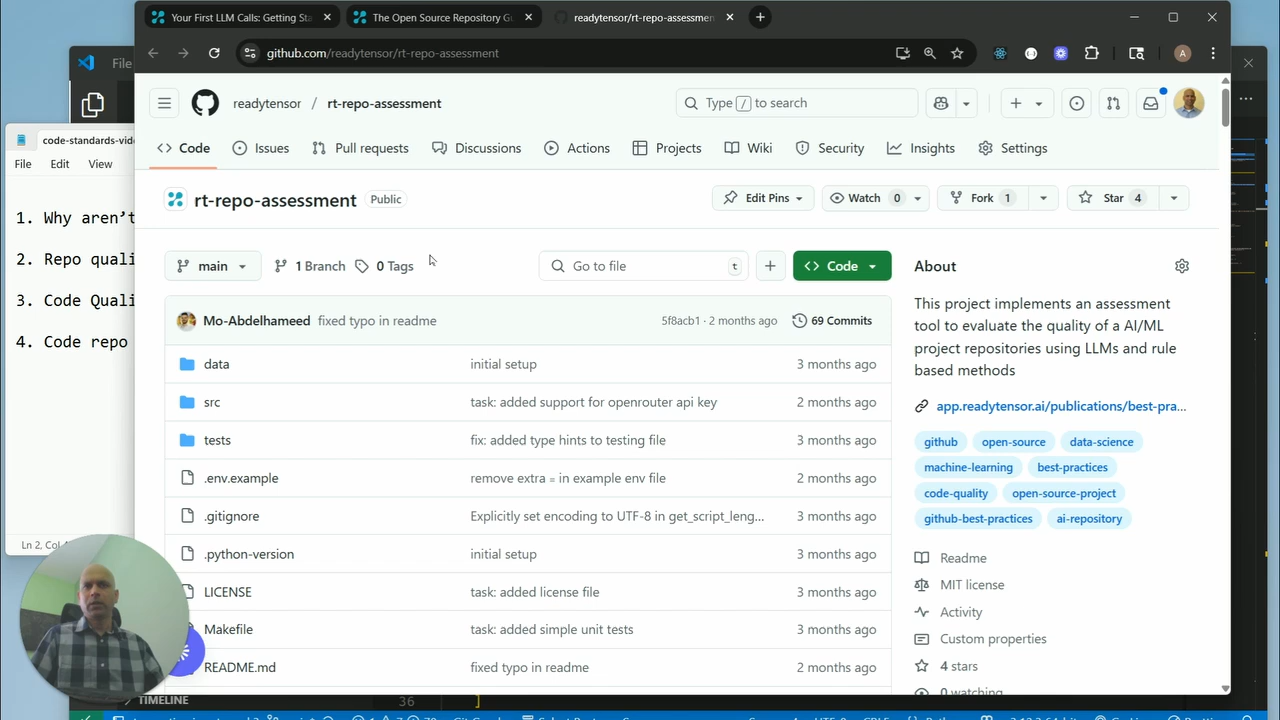 Your First LLM Calls: Getting Sta
The Open Source Repository Gu
readytensor/rt-repo-assessment
github.com/readytensor/rt-repo-assessment
A
File
readytensor / rt-repo-assessment
Type / to search
Code
Issues
Pull requests
Discussions
Actions
Projects
Wiki
Security
Insights
Settings
code-standards-vid
File Edit View
1. Why aren't
2. Repo quali
3. Code Quali
4. Code repo
Ln 2, Col
rt-repo-assessment Public
Edit Pins
Watch 0
Fork 1
Star 4
main
1 Branch
0 Tags
Go to file t
Code
Mo-Abdelhameed fixed typo in readme 5f8acb1 · 2 months ago 69 Commits
data initial setup 3 months ago
src task: added support for openrouter api key 2 months ago
tests fix: added type hints to testing file 3 months ago
.env.example remove extra = in example env file 2 months ago
.gitignore Explicitly set encoding to UTF-8 in get_script_leng... 3 months ago
.python-version initial setup 3 months ago
LICENSE task: added license file 3 months ago
Makefile task: added simple unit tests 3 months ago
README.md fixed typo in readme 2 months ago
About
This project implements an assessment
tool to evaluate the quality of a AI/ML
project repositories using LLMs and rule
based methods
app.readytensor.ai/publications/best-pra...
github open-source data-science
machine-learning best-practices
code-quality open-source-project
github-best-practices ai-repository
Readme
MIT license
Activity
Custom properties
4 stars
0 watching
TIMELINE
36 ]